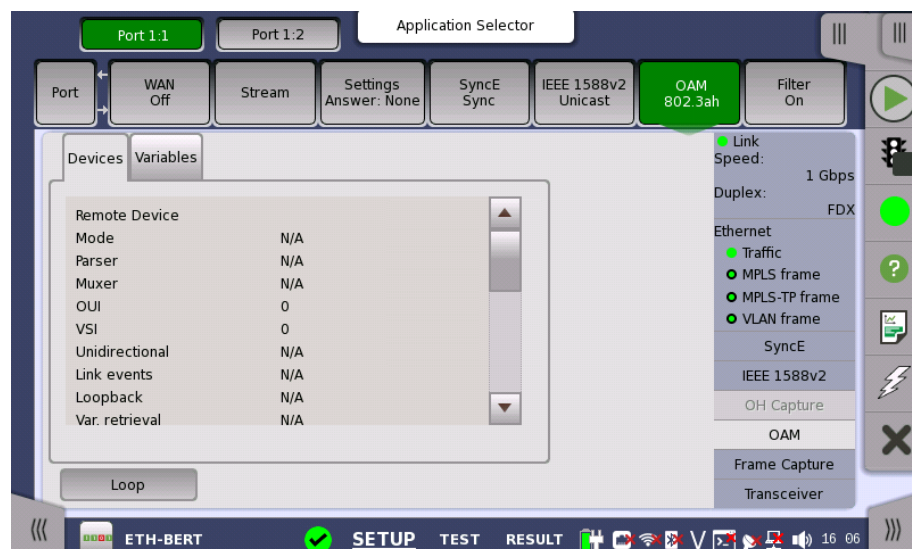 Application Selector
Port 1:1
Port 1:2
Port
WAN
Off
Stream
Settings
Answer: None
SyncE
Sync
IEEE 1588v2
Unicast
OAM
802.3ah
Filter
On
Devices
Variables
Remote Device
Mode N/A
Parser N/A
Muxer N/A
OUI 0
VSI 0
Unidirectional N/A
Link events N/A
Loopback N/A
Var. retrieval N/A
Loop
Link
Speed:
1 Gbps
Duplex:
FDX
Ethernet
Traffic
MPLS frame
MPLS-TP frame
VLAN frame
SyncE
IEEE 1588v2
OH Capture
OAM
Frame Capture
Transceiver
ETH-BERT
SETUP TEST RESULT
16 06